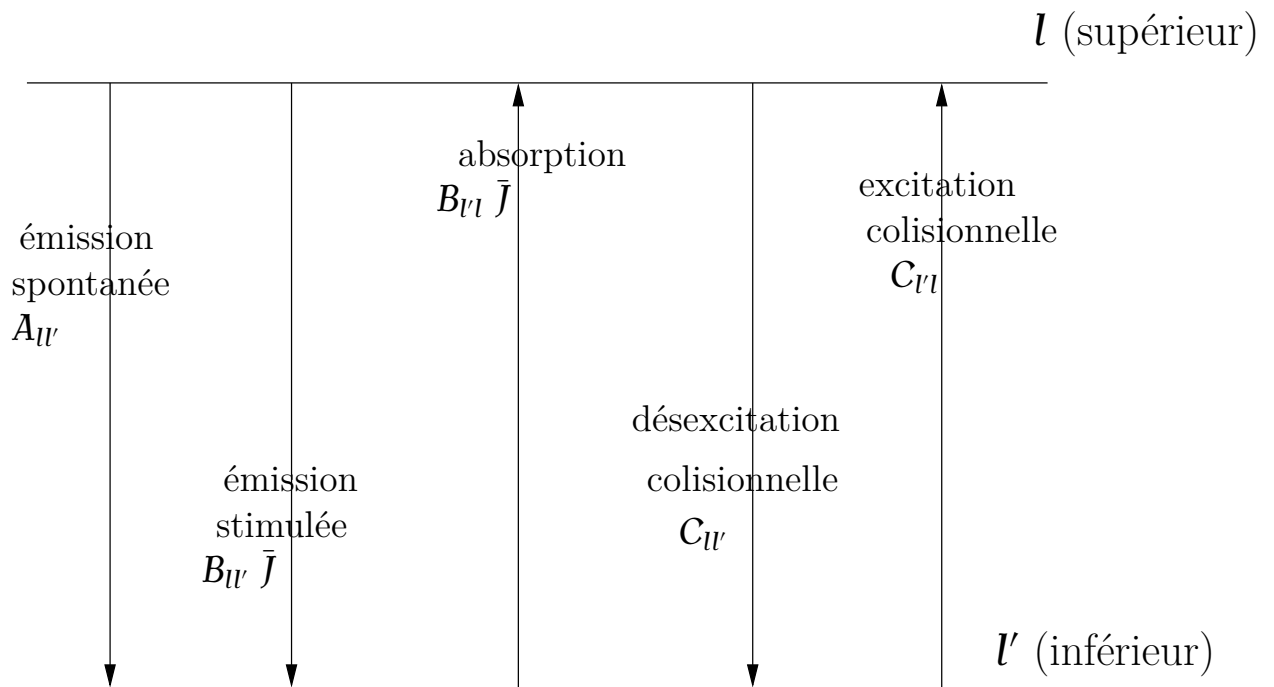 l (supérieur)
absorption
B_{l'l} J̄
excitation
colisionnelle
C_{l'l}
émission
spontanée
A_{ll'}
désexcitation
colisionnelle
C_{ll'}
émission
stimulée
B_{ll'} J̄
l' (inférieur)